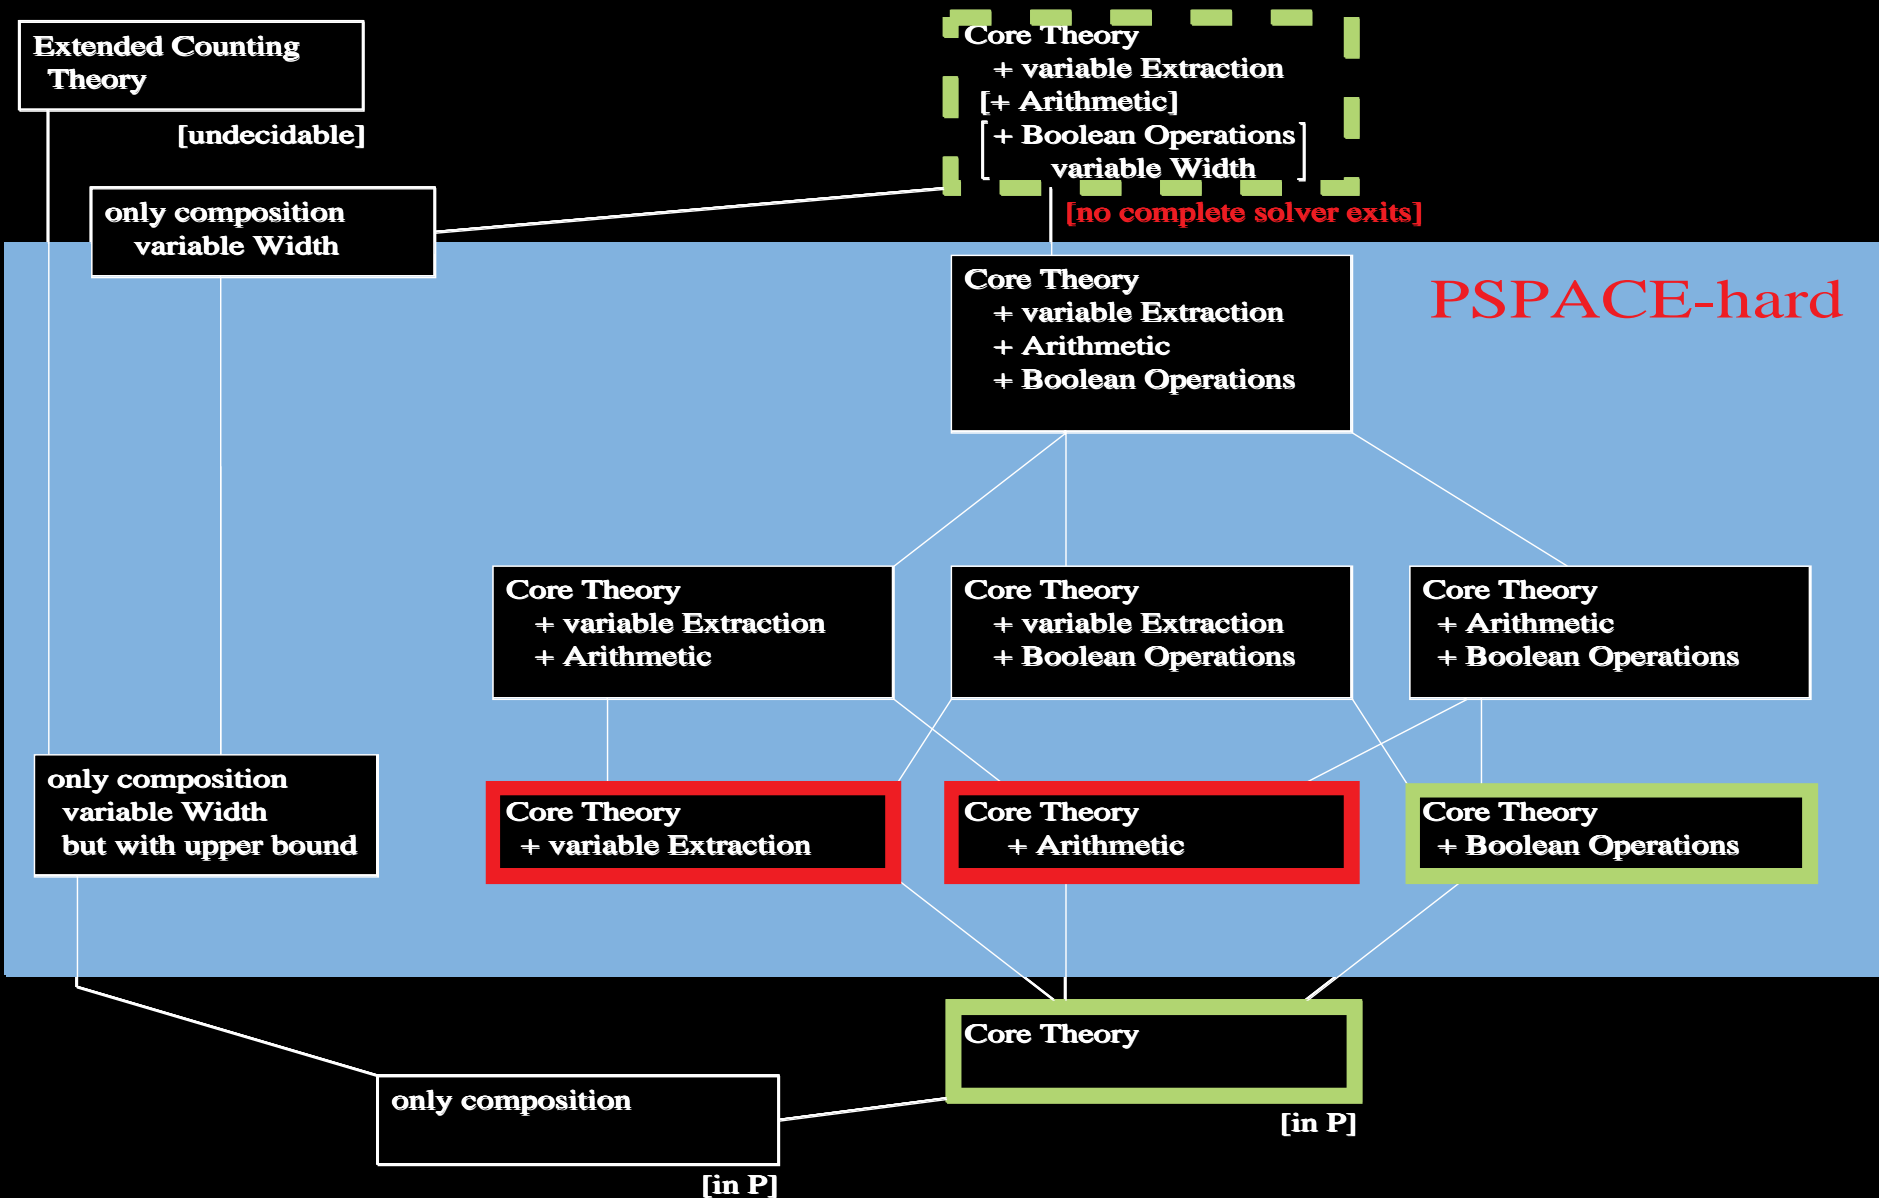 Extended Counting
Theory
[undecidable]
Core Theory
+ variable Extraction
[+ Arithmetic]
[+ Boolean Operations
variable Width]
[no complete solver exits]
only composition
variable Width
PSPACE-hard
Core Theory
+ variable Extraction
+ Arithmetic
+ Boolean Operations
Core Theory
+ variable Extraction
+ Arithmetic
Core Theory
+ variable Extraction
+ Boolean Operations
Core Theory
+ Arithmetic
+ Boolean Operations
only composition
variable Width
but with upper bound
Core Theory
+ variable Extraction
Core Theory
+ Arithmetic
Core Theory
+ Boolean Operations
Core Theory
[in P]
only composition
[in P]